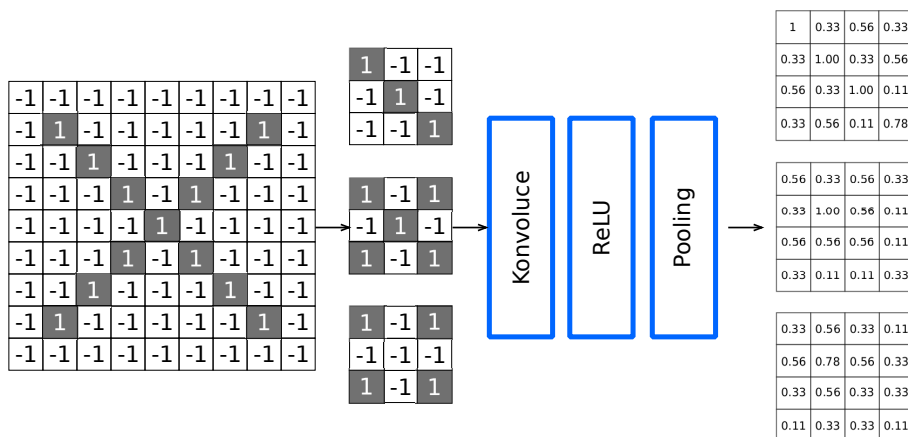 -1 -1 -1 -1 -1 -1 -1 -1 -1
-1 1 -1 -1 -1 -1 -1 1 -1
-1 -1 1 -1 -1 -1 1 -1 -1
-1 -1 -1 1 -1 1 -1 -1 -1
-1 -1 -1 -1 1 -1 -1 -1 -1
-1 -1 -1 1 -1 1 -1 -1 -1
-1 -1 1 -1 -1 -1 1 -1 -1
-1 1 -1 -1 -1 -1 -1 1 -1
-1 -1 -1 -1 -1 -1 -1 -1 -1
1 -1 -1
-1 1 -1
-1 -1 1
1 -1 1
-1 1 -1
1 -1 1
1 -1 1
-1 -1 -1
1 -1 1
Konvoluce
ReLU
Pooling
1 0.33 0.56 0.33
0.33 1.00 0.33 0.56
0.56 0.33 1.00 0.11
0.33 0.56 0.11 0.78
0.56 0.33 0.56 0.33
0.33 1.00 0.56 0.11
0.56 0.56 0.56 0.11
0.33 0.11 0.11 0.33
0.33 0.56 0.33 0.11
0.56 0.78 0.56 0.33
0.33 0.56 0.33 0.33
0.11 0.33 0.33 0.11